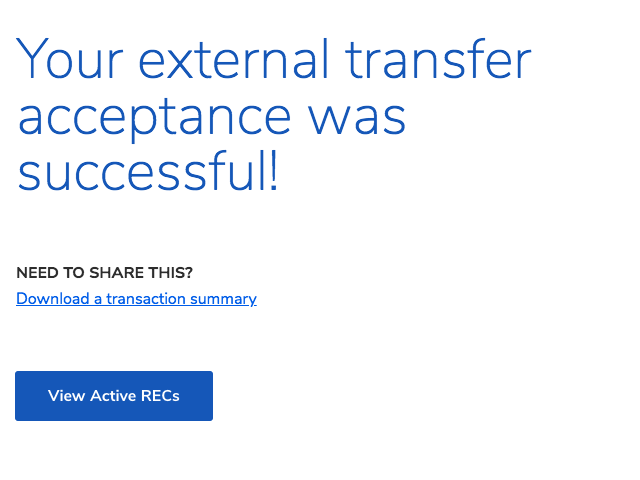 Your external transfer
acceptance was
successful!
NEED TO SHARE THIS?
Download a transaction summary
View Active RECs